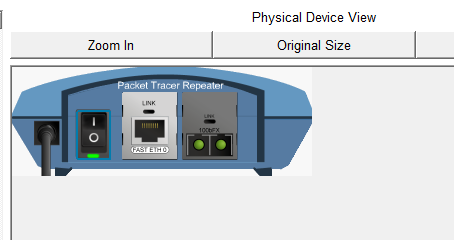 Physical Device View
Zoom In
Original Size
Packet Tracer Repeater
LINK
LINK
100bFX
FAST ETH 0